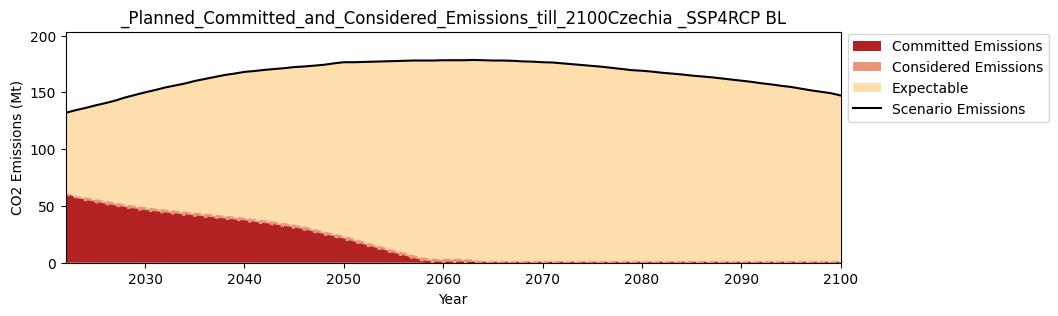 _Planned_Committed_and_Considered_Emissions_till_2100Czechia _SSP4RCP BL
CO2 Emissions (Mt)
200
150
100
50
0
2030 2040 2050 2060 2070 2080 2090 2100
Year
Committed Emissions
Considered Emissions
Expectable
Scenario Emissions